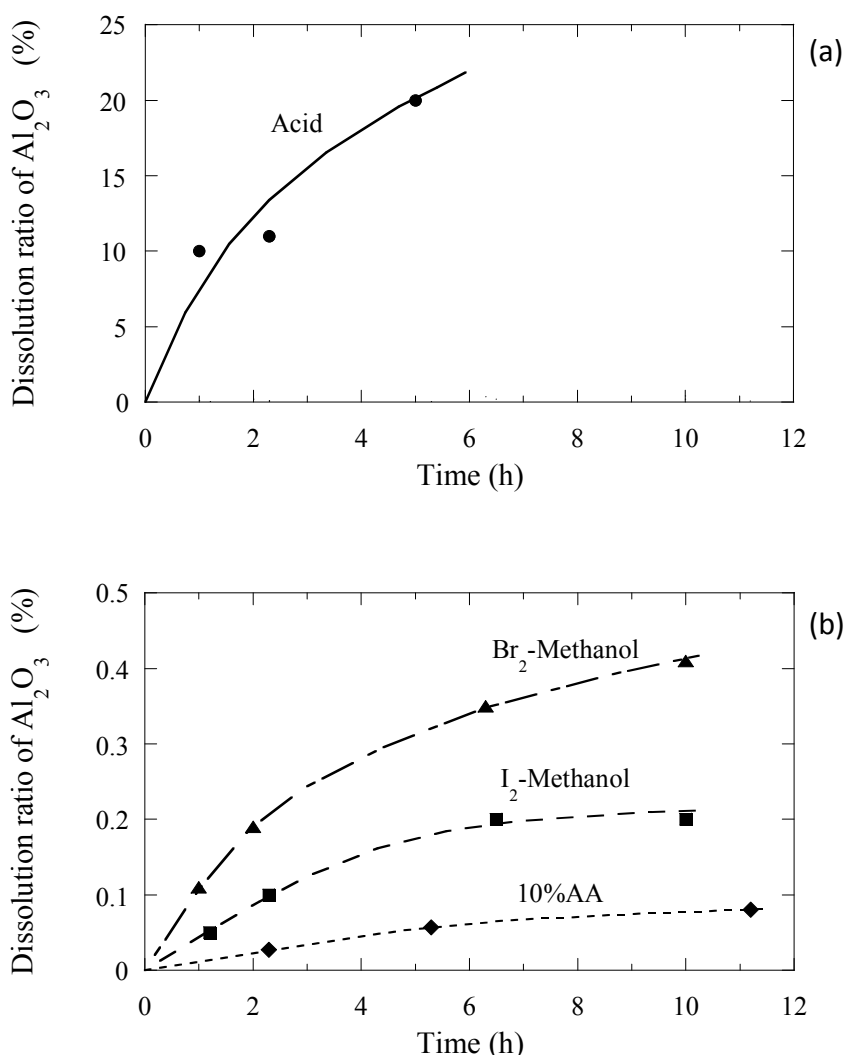 Dissolution ratio of Al₂O₃ (%)
25
20
15
10
5
0
Acid
(a)
0 2 4 6 8 10 12
Time (h)
Dissolution ratio of Al₂O₃ (%)
0.5
0.4
0.3
0.2
0.1
0
(b)
Br₂-Methanol
I₂-Methanol
10%AA
0 2 4 6 8 10 12
Time (h)